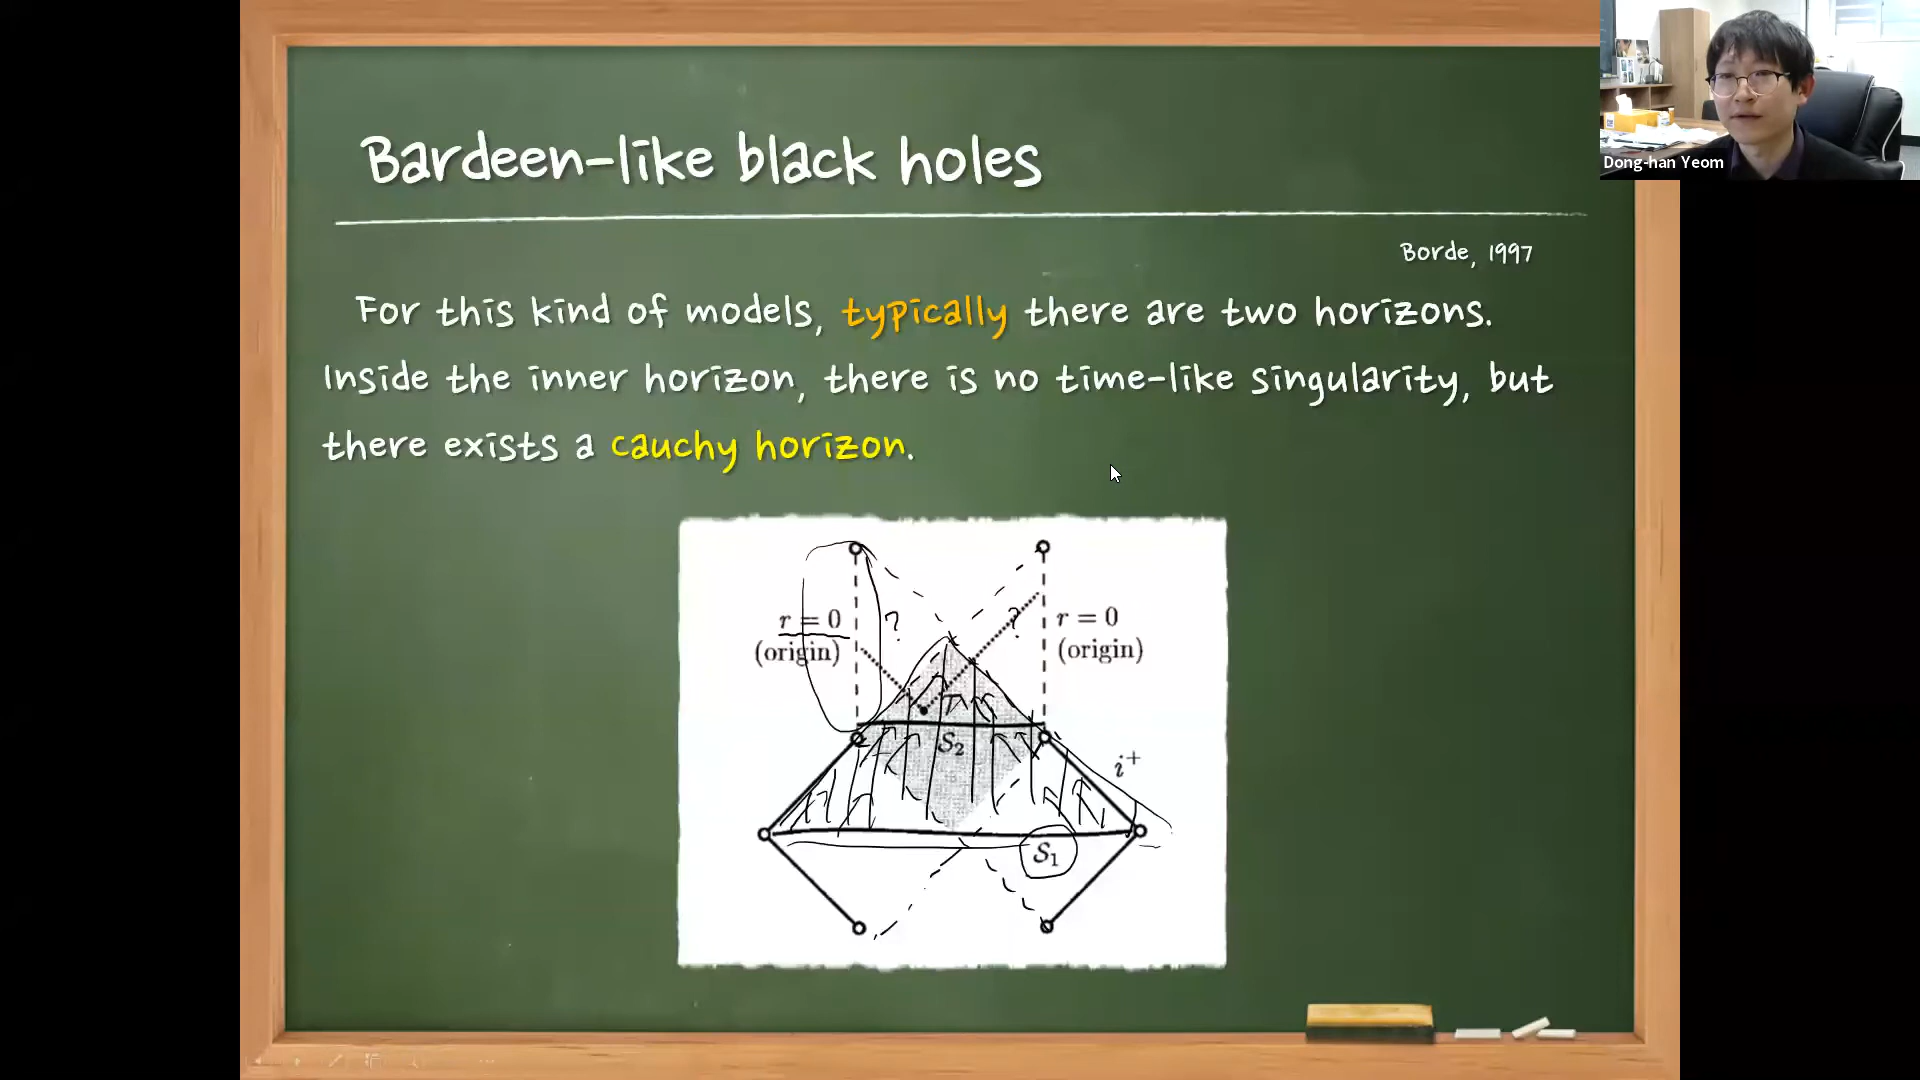 Bardeen-like black holes
Dong-han Yeom
Borde, 1997
For this kind of models, typically there are two horizons.
Inside the inner horizon, there is no time-like singularity, but
there exists a cauchy horizon.
r = 0
(origin)
?
?
r = 0
(origin)
S₂
i⁺
S₁